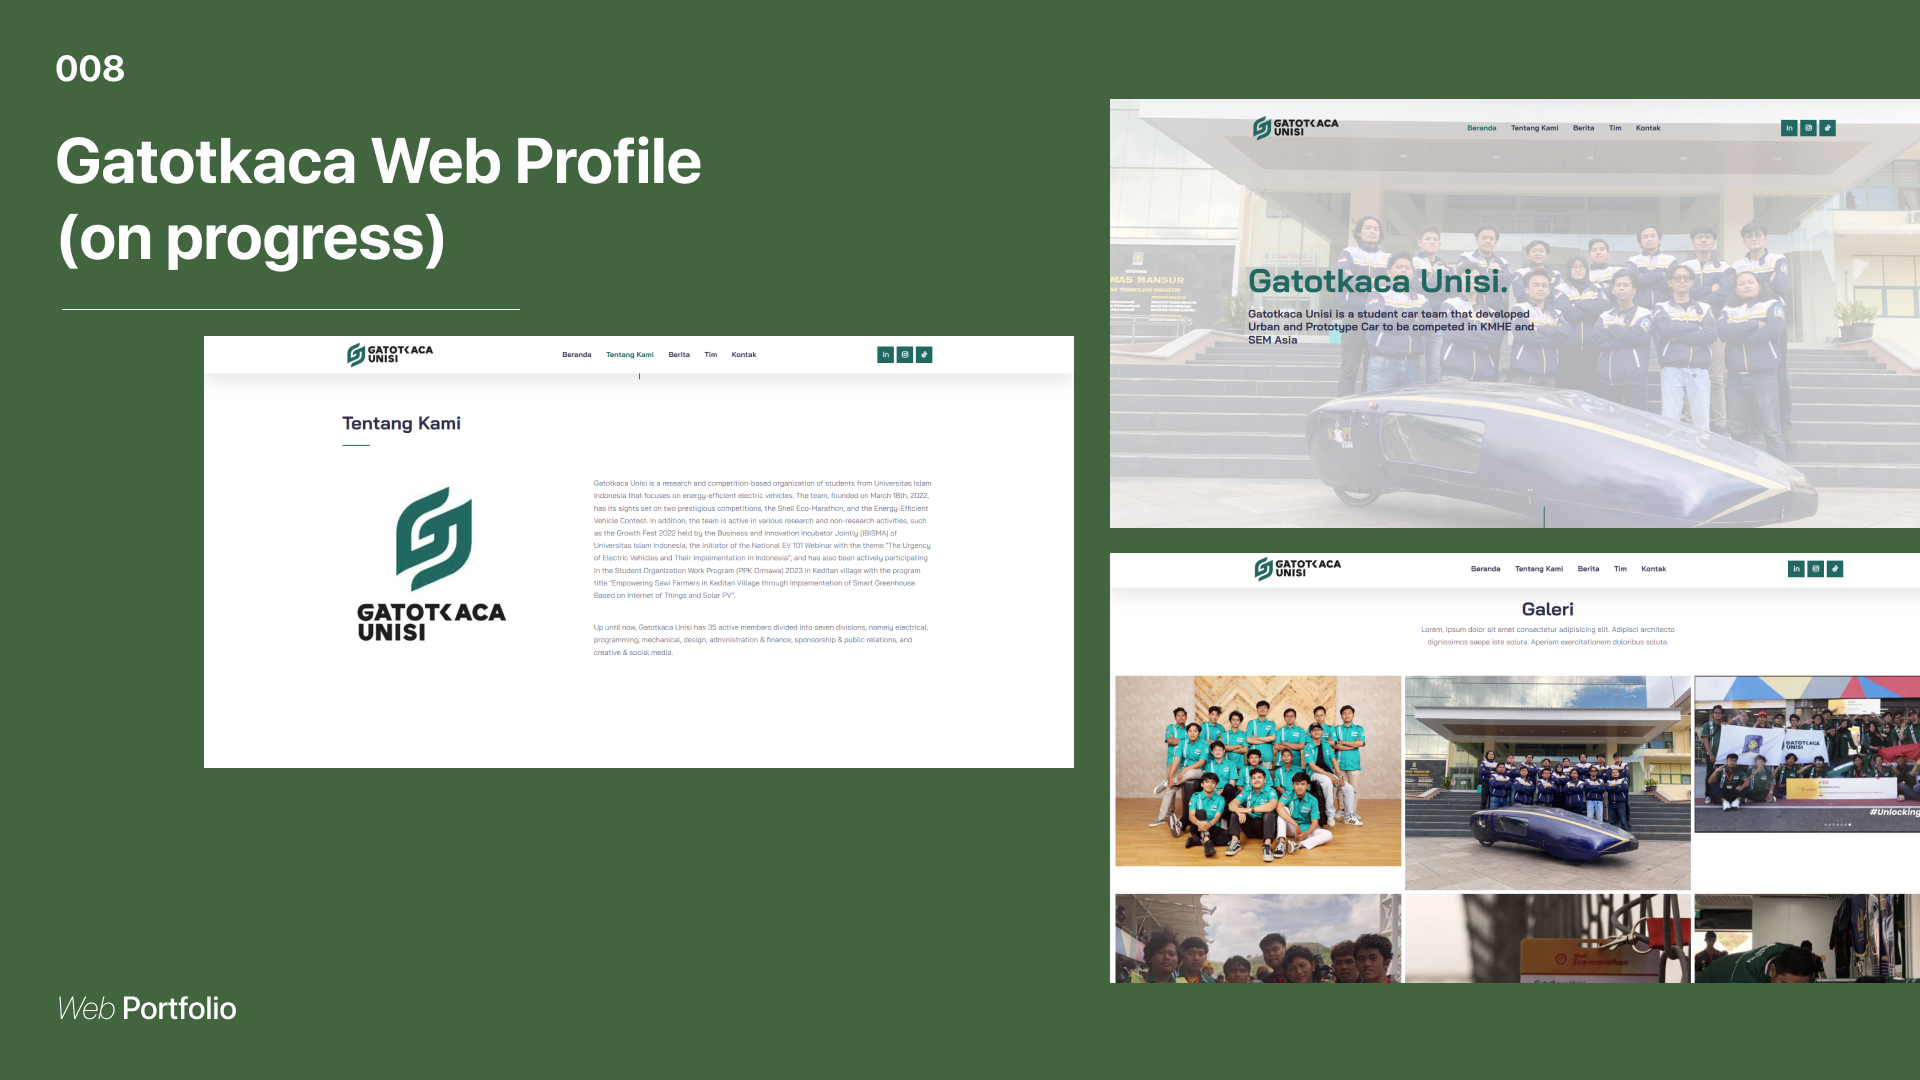 008
Gatotkaca Web Profile
(on progress)
GATOTKACA
UNISI
Beranda Tentang Kami Berita Tim Kontak
Tentang Kami
GATOTKACA
UNISI
Gatotkaca Unisi is a research and competition-based organization of students from Universitas Islam
Indonesia that focuses on energy-efficient electric vehicles. The team, founded on March 18th, 2022,
has its sights set on two prestigious competitions, the Shell Eco-Marathon, and the Energy-Efficient
Vehicle Contest. In addition, the team is active in various research and non-research activities, such
as the Growth Fest 2022 held by the Business and Innovation Incubator Jointly (IBISMA) of
Universitas Islam Indonesia, the initiator of the National EV 101 Webinar with the theme "The Urgency
of Electric Vehicles and Their Implementation in Indonesia", and has also been actively participating
in the Student Organization Work Program (PPK Ormawa) 2023 in Keditan village with the program
title "Empowering Sawi Farmers in Keditan Village through Implementation of Smart Greenhouse
Based on Internet of Things and Solar PV".
Up until now, Gatotkaca Unisi has 35 active members divided into seven divisions, namely electrical,
programming, mechanical, design, administration & finance, sponsorship & public relations, and
creative & social media.
GATOTKACA
UNISI
Beranda Tentang Kami Berita Tim Kontak
in
MAS MANSUR
Gatotkaca Unisi.
Gatotkaca Unisi is a student car team that developed
Urban and Prototype Car to be competed in KMHE and
SEM Asia
GATOTKACA
UNISI
Beranda Tentang Kami Berita Tim Kontak
in
Galeri
Lorem, ipsum dolor sit amet consectetur adipisicing elit. Adipisci architecto
dignissimos saepe iste soluta. Aperiam exercitationem doloribus soluta.
GATOTKACA
UNISI
#Unlocking
Shell
Eco-marathon
Web Portfolio